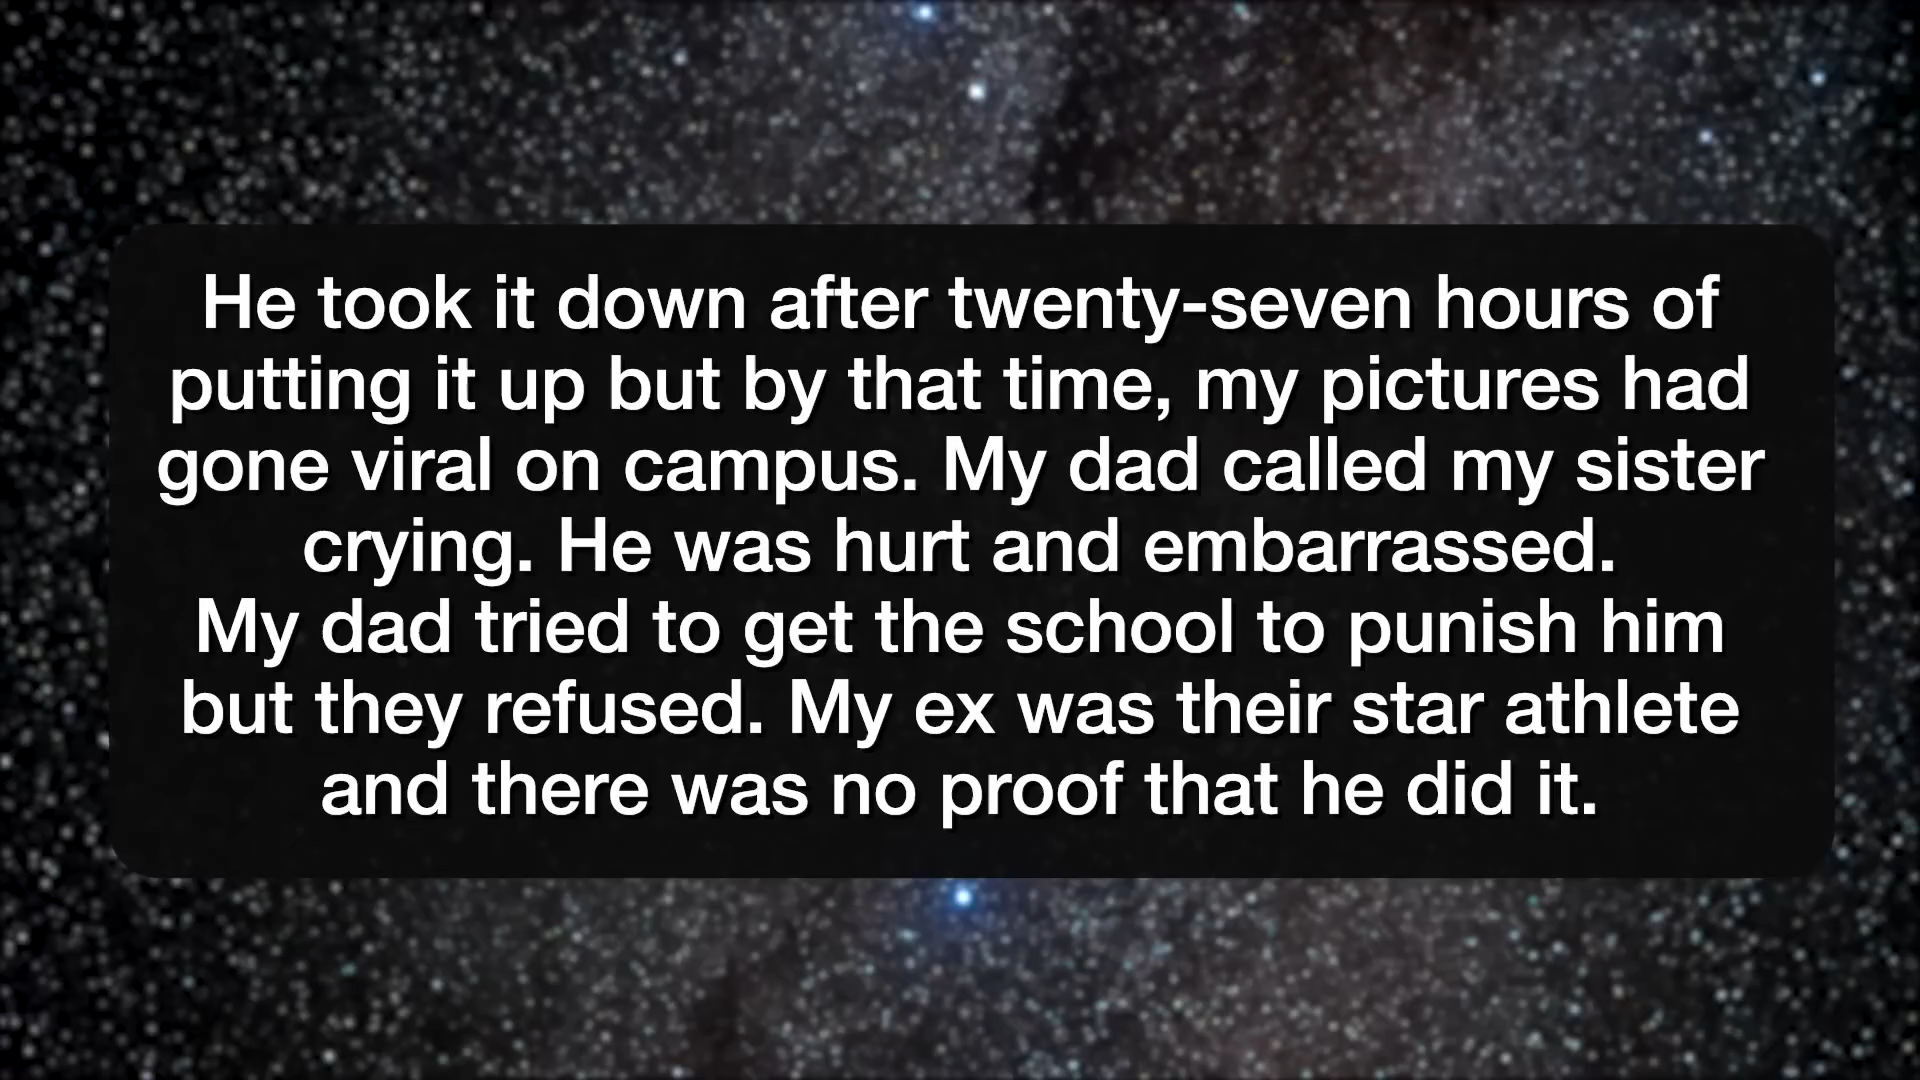 He took it down after twenty-seven hours of
putting it up but by that time, my pictures had
gone viral on campus. My dad called my sister
crying. He was hurt and embarrassed.
My dad tried to get the school to punish him
but they refused. My ex was their star athlete
and there was no proof that he did it.